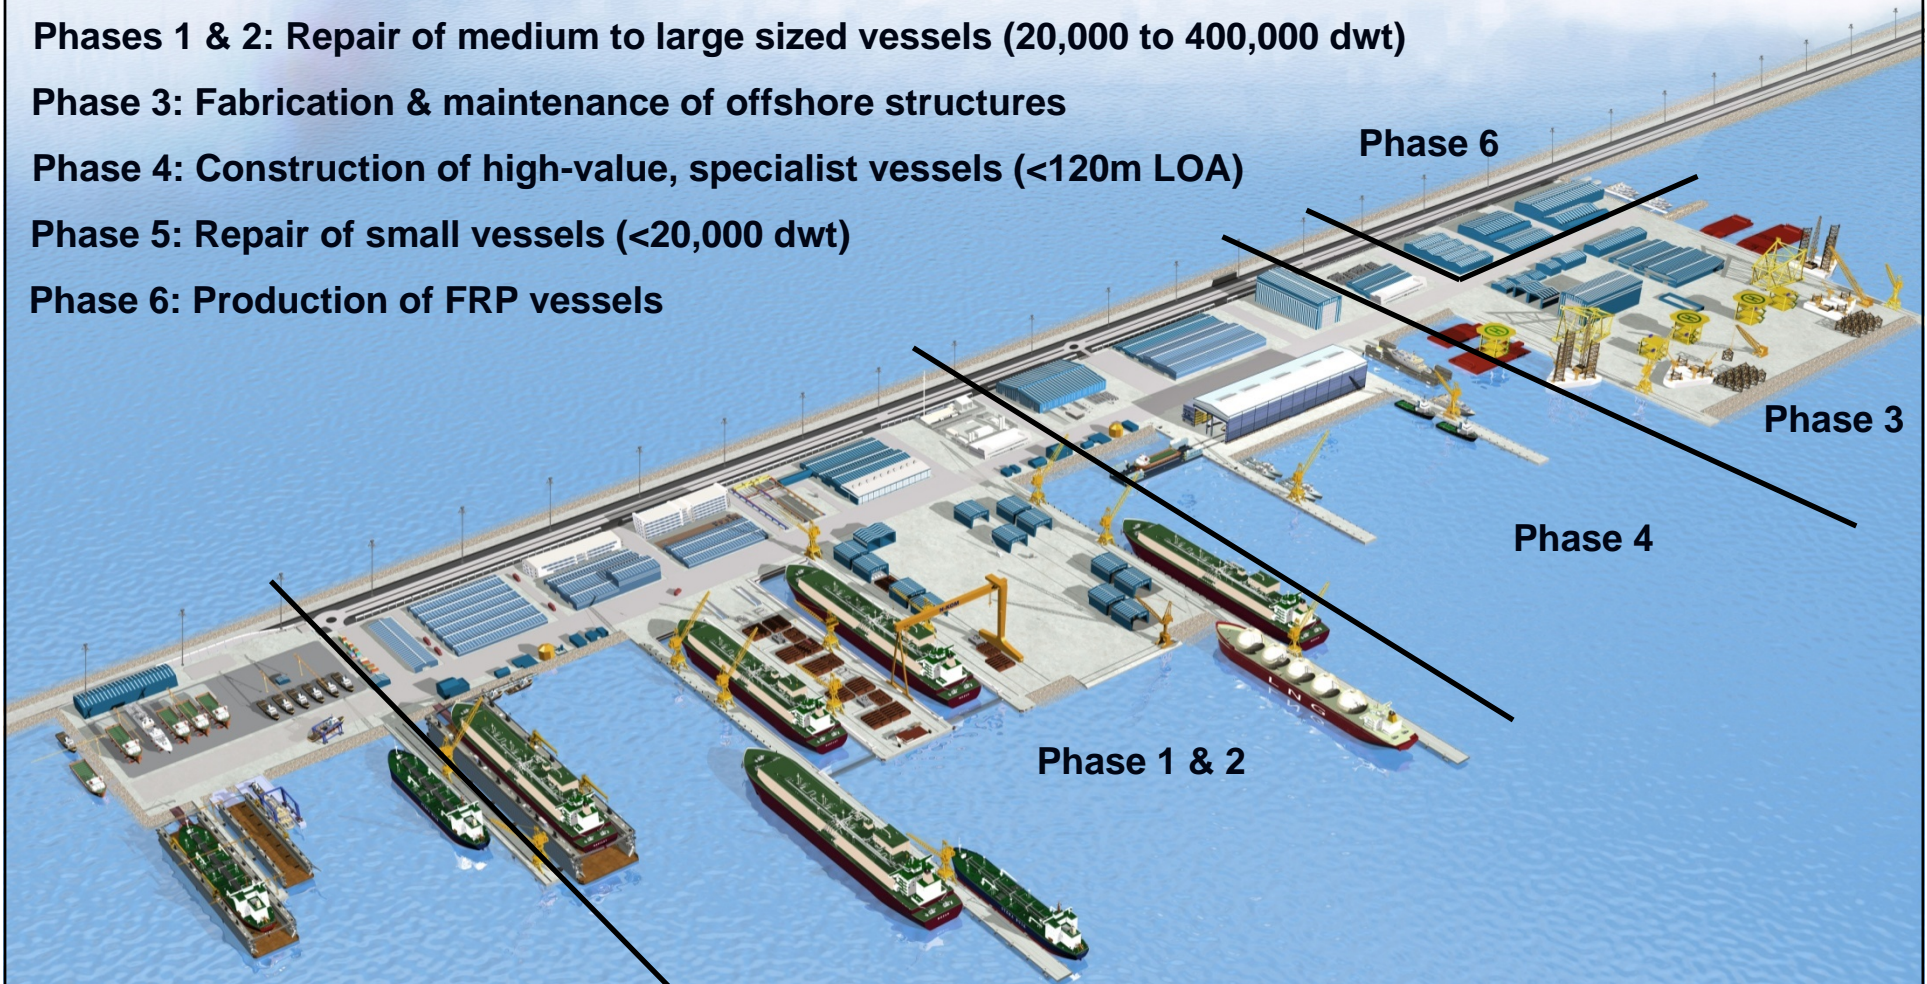 Phases 1 & 2: Repair of medium to large sized vessels (20,000 to 400,000 dwt)
Phase 3: Fabrication & maintenance of offshore structures
Phase 4: Construction of high-value, specialist vessels (<120m LOA)
Phase 5: Repair of small vessels (<20,000 dwt)
Phase 6: Production of FRP vessels
Phase 6
Phase 3
Phase 4
Phase 1 & 2
LNG